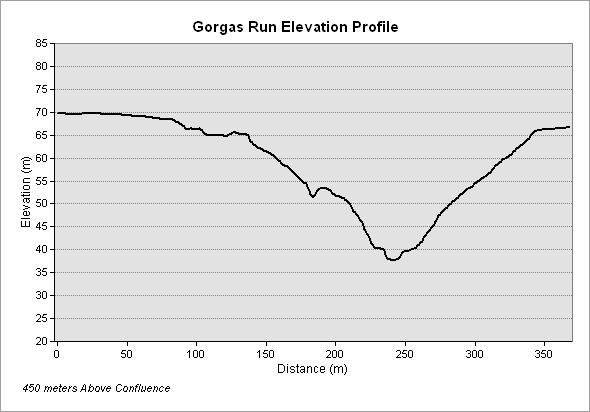 Gorgas Run Elevation Profile
Elevation (m)
85
80
75
70
65
60
55
50
45
40
35
30
25
20
0 50 100 150 200 250 300 350
Distance (m)
450 meters Above Confluence